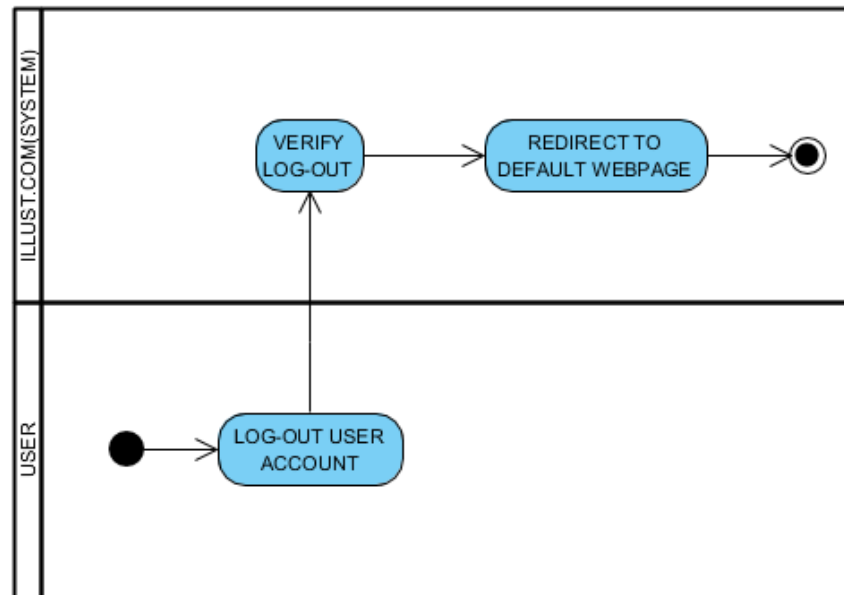 ILLUST.COM(SYSTEM)
VERIFY
LOG-OUT
REDIRECT TO
DEFAULT WEBPAGE
USER
LOG-OUT USER
ACCOUNT